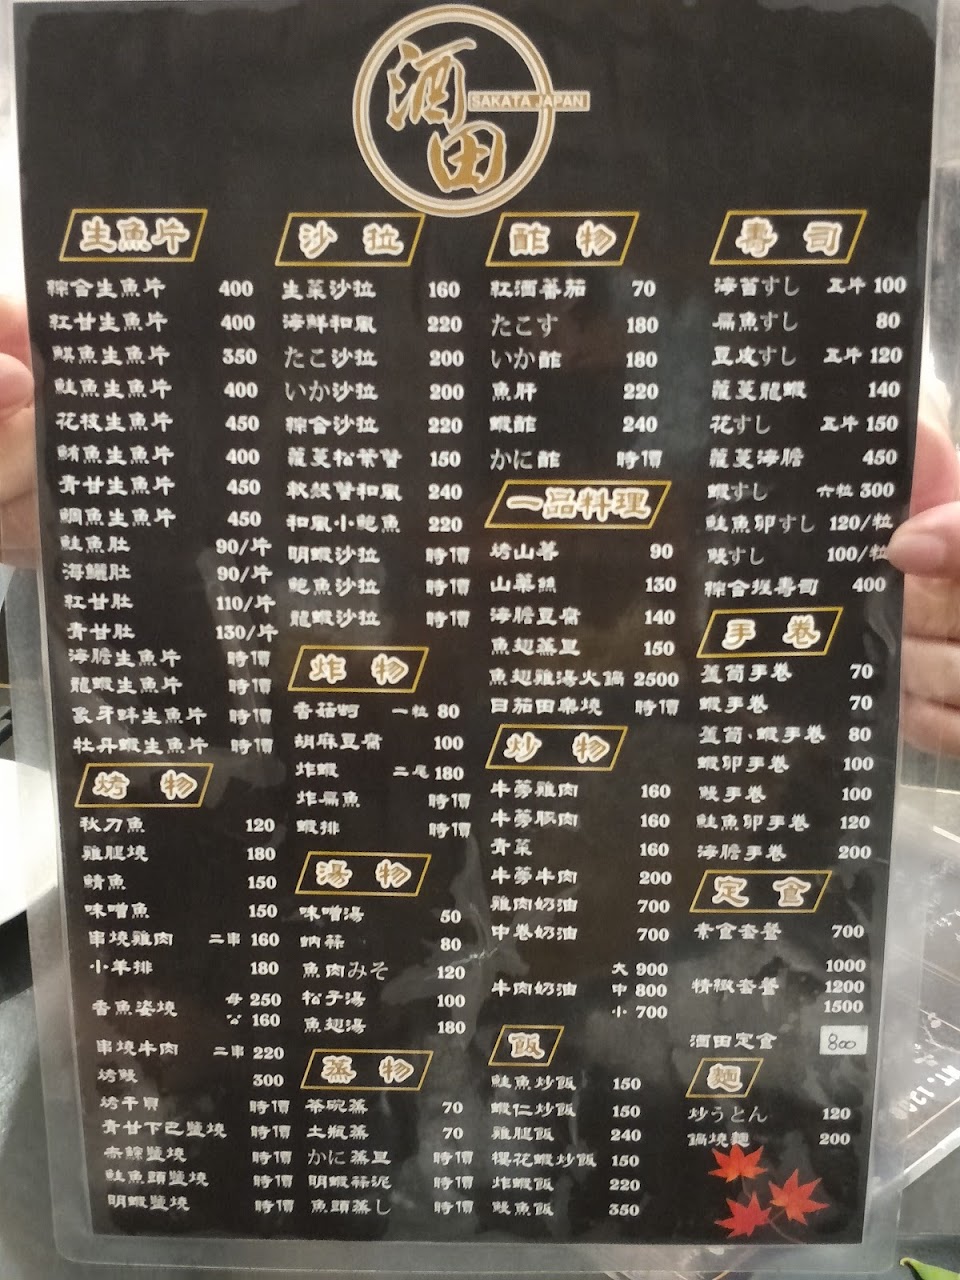 酒田
SAKATA JAPAN
生魚片
綜合生魚片 400
紅甘生魚片 400
鮭魚生魚片 400
花枝生魚片 450
鮪魚生魚片 400
青甘生魚片 450
鯛魚生魚片 450
鮭魚肚 90/片
海鱺肚 90/片
紅甘肚 110/片
青甘肚 130/片
海膽生魚片 時價
龍蝦生魚片 時價
象牙蚌生魚片 時價
牡丹蝦生魚片 時價
烤物
秋刀魚 120
雞腿燒 180
鯖魚 150
味噌魚 150
串燒雞肉 二串 160
小羊排 180
香魚姿燒 母 250
公 160
串燒牛肉 二串 220
烤鰻 300
烤干貝 時價
青甘下巴鹽燒 時價
赤鯮鹽燒 時價
鮭魚頭鹽燒 時價
明蝦鹽燒 時價
沙拉
生菜沙拉 160
海鮮和風 220
たこ沙拉 200
いか沙拉 200
綜合沙拉 220
蘆荽松葉蟹 150
軟殼蟹和風 240
和風小鮑魚 220
明蝦沙拉 時價
鮑魚沙拉 時價
龍蝦沙拉 時價
炸物
香菇蚵 一粒 80
胡麻豆腐 100
炸蝦 二尾 180
炸扁魚 時價
蝦排 時價
湯物
味噌湯 50
蚋 80
魚肉みそ 120
松子湯 100
魚翅湯 180
蒸物
茶碗蒸 70
土瓶蒸 70
かに蒸 時價
明蝦蒜泥 時價
魚頭蒸し 時價
酢物
紅酒蕃茄 70
たこす 180
いか酢 180
魚肝 220
蝦酢 240
かに酢 時價
一品料理
烤山藥 90
山藥絲 130
海膽豆腐 140
魚翅蒸 150
魚翅雞湯火鍋 2500
日茄田樂燒 時價
炒物
牛蒡雞肉 160
牛蒡豚肉 160
青菜 160
牛蒡牛肉 200
雞肉奶油 700
中卷奶油 700
牛肉奶油 大 900
中 800
小 700
飯
鮭魚炒飯 150
蝦仁炒飯 150
雞腿飯 240
櫻花蝦炒飯 150
炸蝦飯 220
鰻魚飯 350
壽司
海苔すし 五片 100
扁魚すし 80
豆皮すし 五片 120
龍蝦 140
花すし 五片 150
海膽 450
蝦すし 六粒 300
鮭魚卵すし 120/粒
鰻すし 100/粒
綜合握壽司 400
手卷
蘆筍手卷 70
蝦手卷 70
蘆筍、蝦手卷 80
蝦卵手卷 100
鰻手卷 100
鮭魚卵手卷 120
海膽手卷 200
定食
素食套餐 700
精緻套餐 1000
1200
1500
酒田定食 800
麵
炒うとん 120
鍋燒麵 200